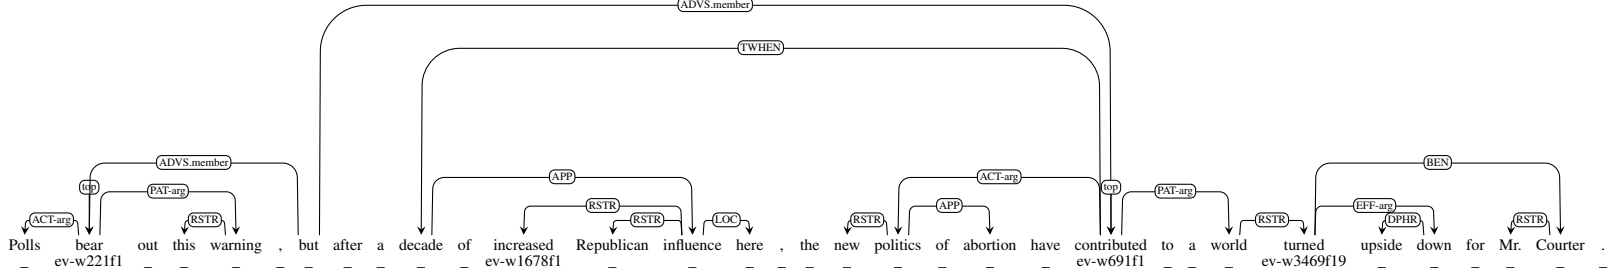 ADVS.member
TWHEN
ADVS.member APP BEN
top PAT-arg ACT-arg top PAT-arg
RSTR APP EFF-arg
ACT-arg RSTR RSTR LOC RSTR RSTR DPHR RSTR
Polls bear out this warning , but after a decade of increased Republican influence here , the new politics of abortion have contributed to a world turned upside down for Mr. Courter .
_ ev-w221f1 _ _ _ _ _ _ _ _ _ ev-w1678f1 _ _ _ _ _ _ _ _ _ _ ev-w691f1 _ _ _ ev-w3469f19 _ _ _ _ _ _